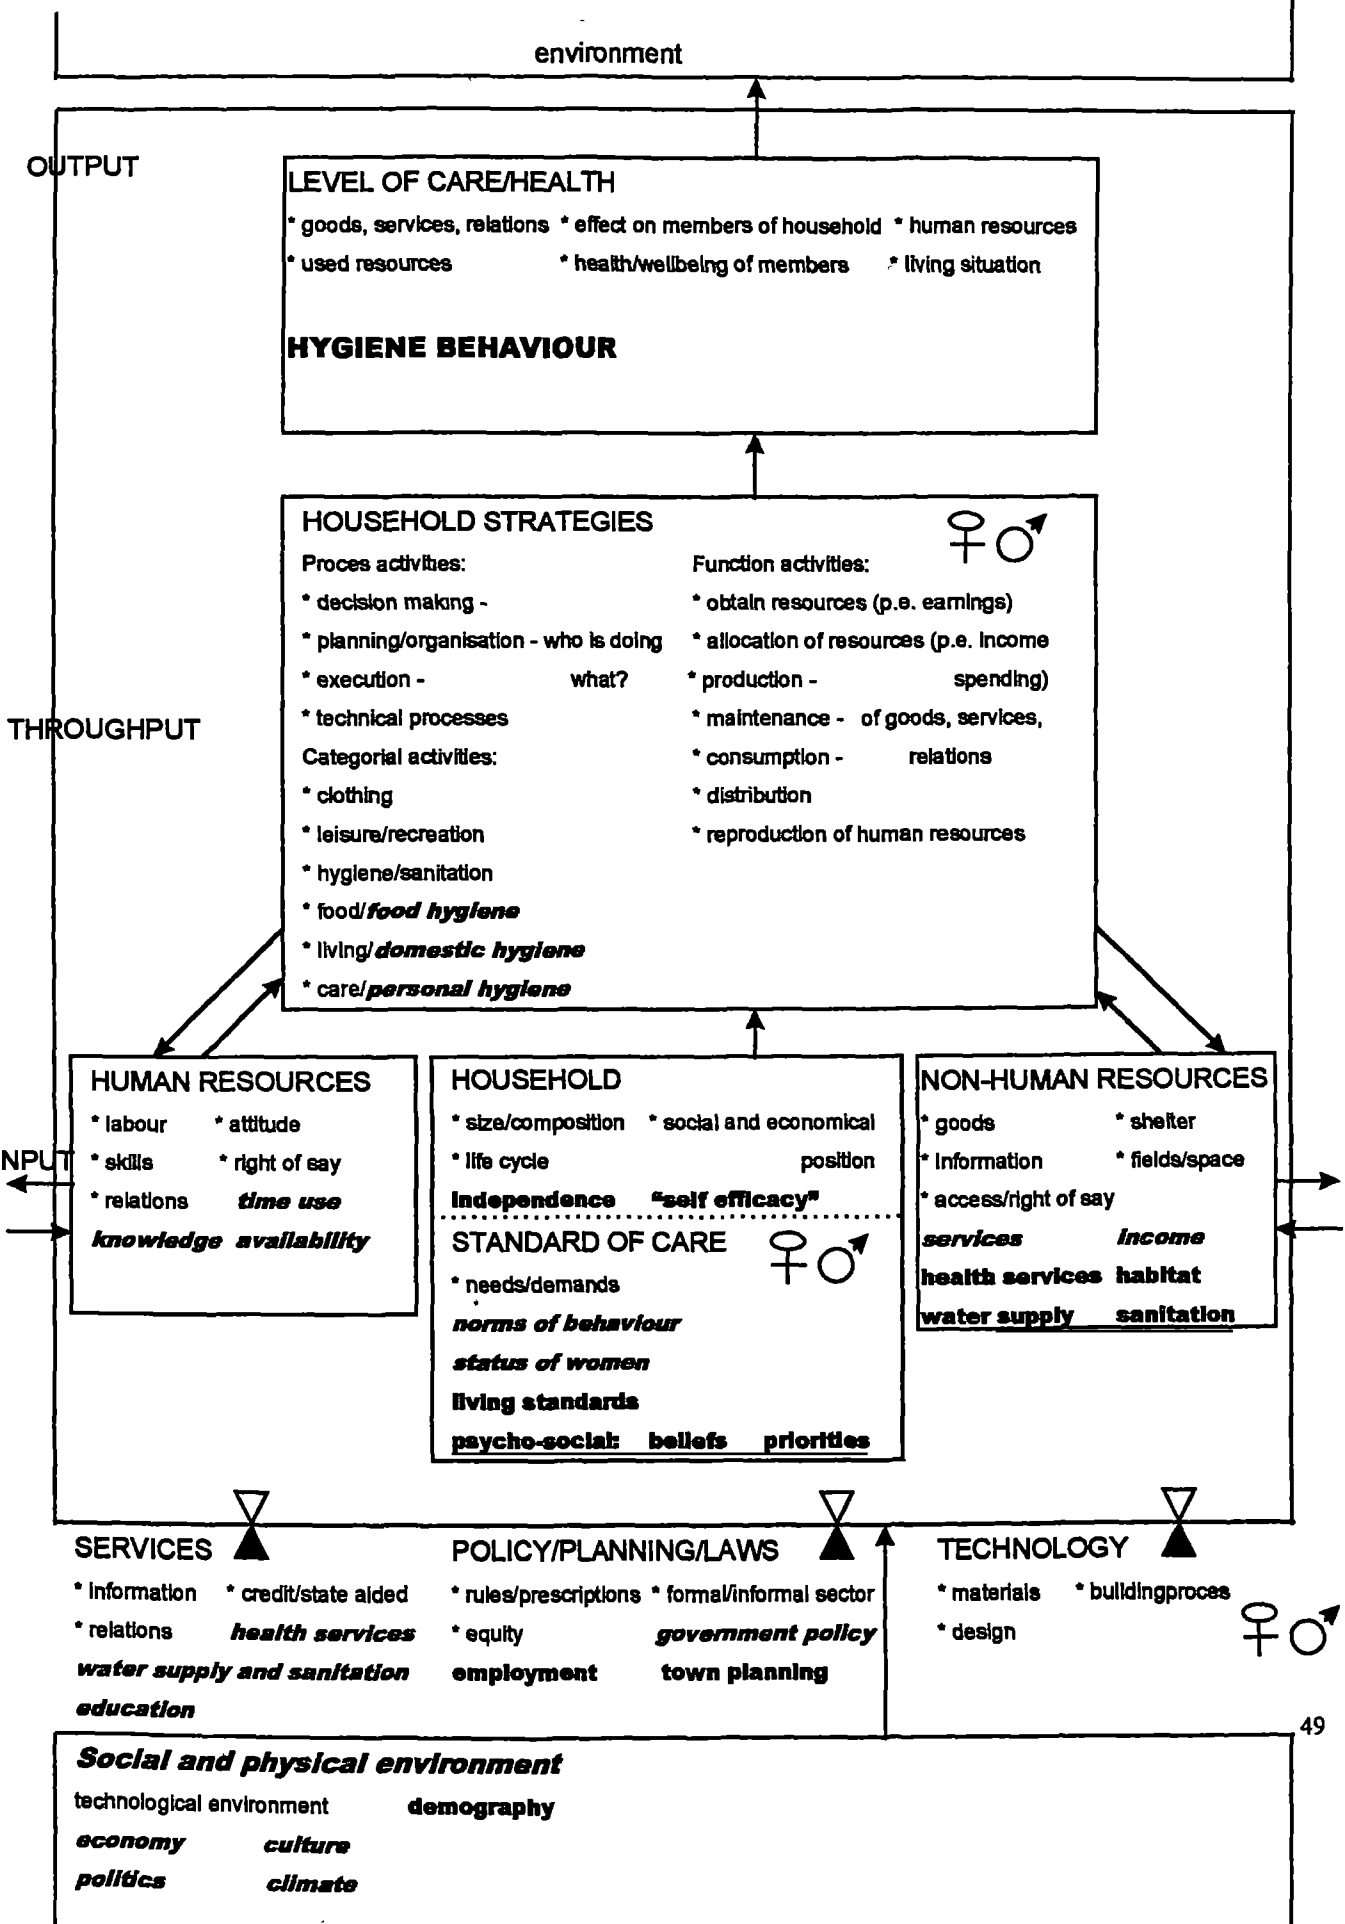 environment
OUTPUT
LEVEL OF CARE/HEALTH
* goods, services, relations * effect on members of household * human resources
* used resources * health/wellbeing of members * living situation
HYGIENE BEHAVIOUR
HOUSEHOLD STRATEGIES
Proces activities: Function activities:
* decision making - * obtain resources (p.e. earnings)
* planning/organisation - who is doing * allocation of resources (p.e. income
* execution - what? * production - spending)
* technical processes * maintenance - of goods, services,
THROUGHPUT
Categorial activities: * consumption - relations
* clothing * distribution
* leisure/recreation * reproduction of human resources
* hygiene/sanitation
* food/food hygiene
* living/domestic hygiene
* care/personal hygiene
HUMAN RESOURCES
* labour * attitude
* skills * right of say
* relations time use
knowledge availability
NPUT
HOUSEHOLD
* size/composition * social and economical
* life cycle position
independence "self efficacy"
STANDARD OF CARE
* needs/demands
norms of behaviour
status of women
living standards
psycho-social: beliefs priorities
NON-HUMAN RESOURCES
* goods * shelter
* information * fields/space
* access/right of say
services income
health services habitat
water supply sanitation
SERVICES
* information * credit/state aided
* relations health services
water supply and sanitation
education
POLICY/PLANNING/LAWS
* rules/prescriptions * formal/informal sector
* equity government policy
employment town planning
TECHNOLOGY
* materials * buildingproces
* design
49
Social and physical environment
technological environment demography
economy culture
politics climate